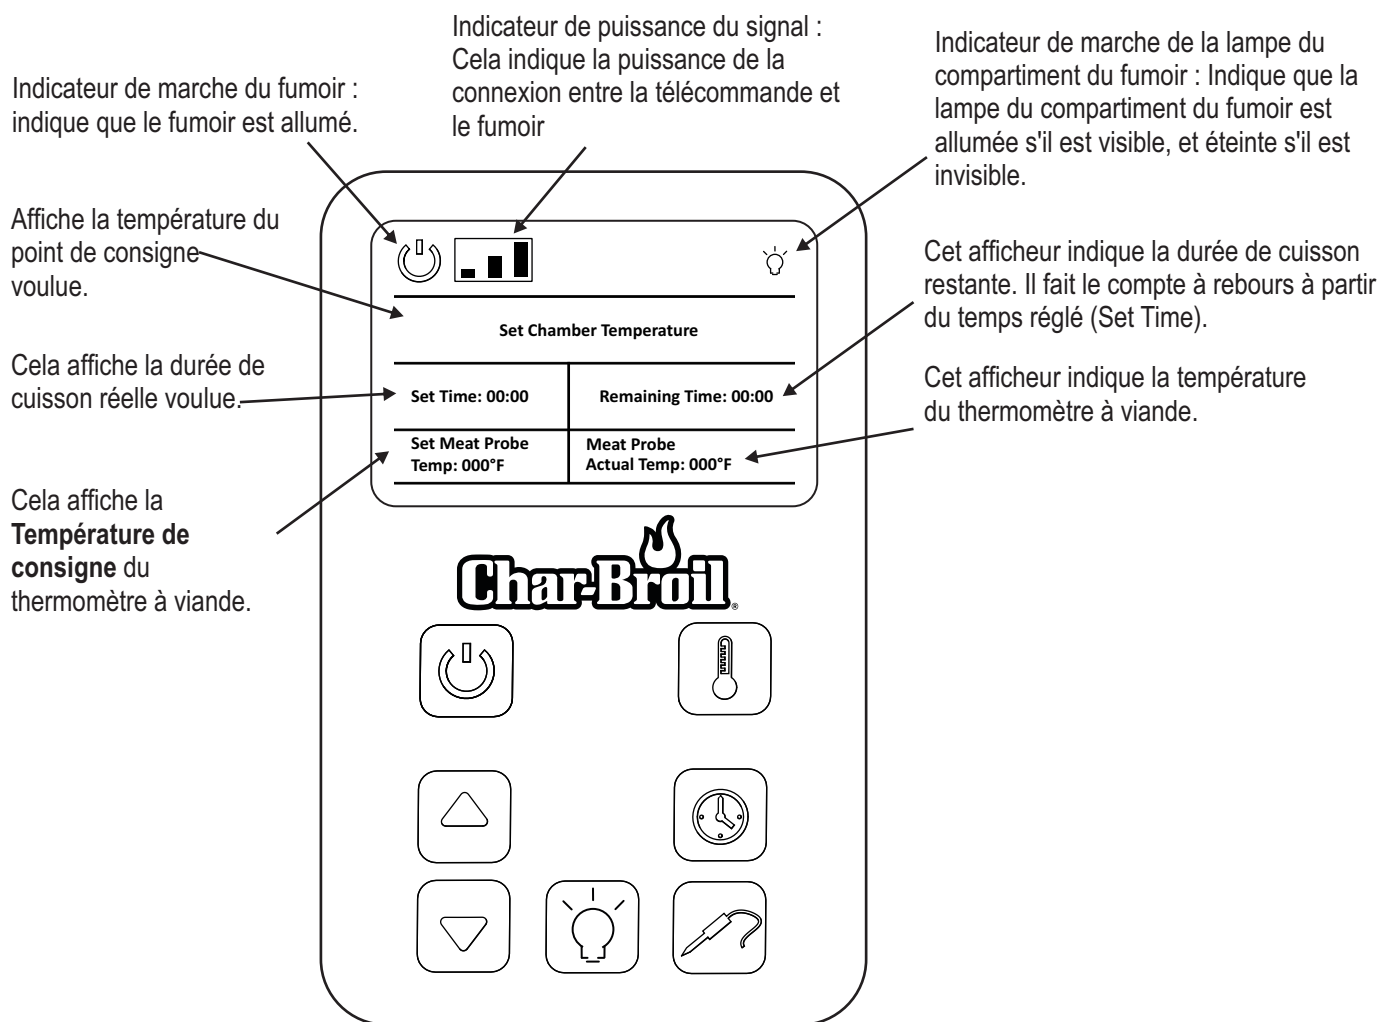 Indicateur de puissance du signal :
Cela indique la puissance de la
connexion entre la télécommande et
le fumoir
Indicateur de marche de la lampe du
compartiment du fumoir : Indique que la
lampe du compartiment du fumoir est
allumée s'il est visible, et éteinte s'il est
invisible.
Indicateur de marche du fumoir :
indique que le fumoir est allumé.
Affiche la température du
point de consigne
voulue.
Cet afficheur indique la durée de cuisson
restante. Il fait le compte à rebours à partir
du temps réglé (Set Time).
Cela affiche la durée de
cuisson réelle voulue.
Cet afficheur indique la température
du thermomètre à viande.
Cela affiche la
Température de
consigne du
thermomètre à viande.
Set Chamber Temperature
Set Time: 00:00
Remaining Time: 00:00
Set Meat Probe
Temp: 000°F
Meat Probe
Actual Temp: 000°F
Char-Broil®